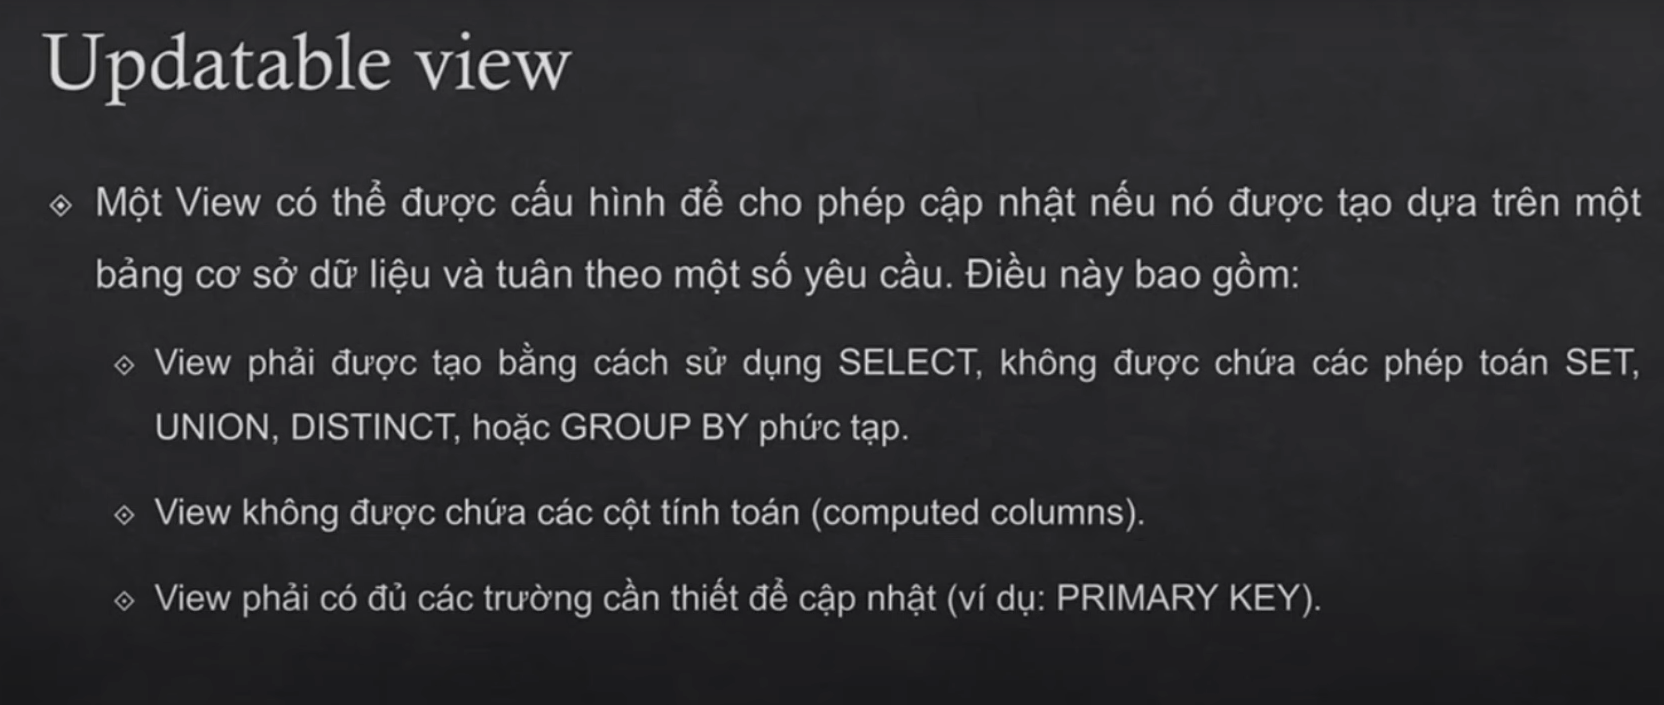 Updatable view
Một View có thể được cấu hình để cho phép cập nhật nếu nó được tạo dựa trên một
bảng cơ sở dữ liệu và tuân theo một số yêu cầu. Điều này bao gồm:
View phải được tạo bằng cách sử dụng SELECT, không được chứa các phép toán SET,
UNION, DISTINCT, hoặc GROUP BY phức tạp.
View không được chứa các cột tính toán (computed columns).
View phải có đủ các trường cần thiết để cập nhật (ví dụ: PRIMARY KEY).